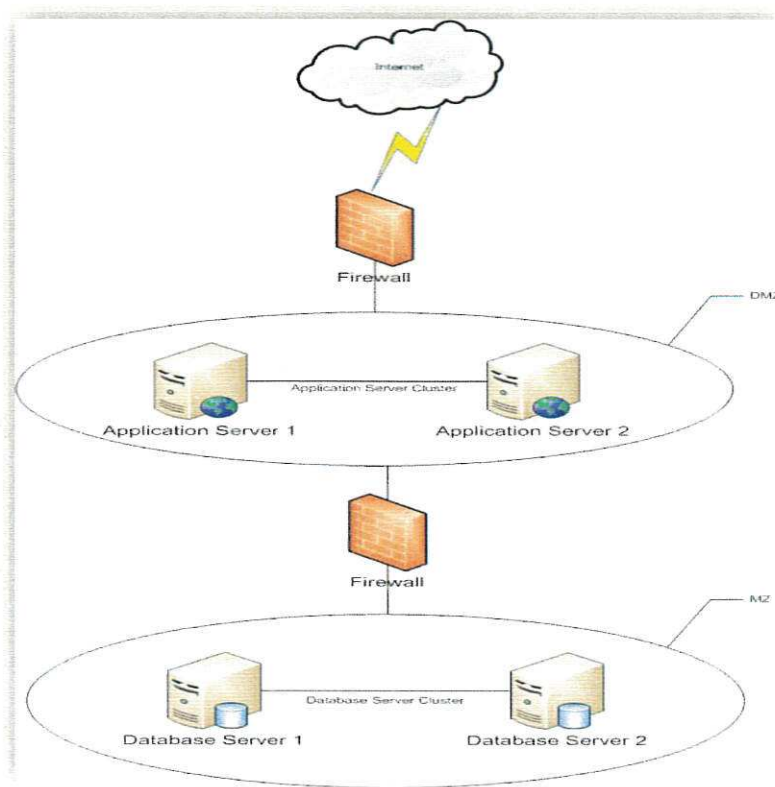 Internet
Firewall
DMZ
Application Server Cluster
Application Server 1
Application Server 2
Firewall
MZ
Database Server Cluster
Database Server 1
Database Server 2